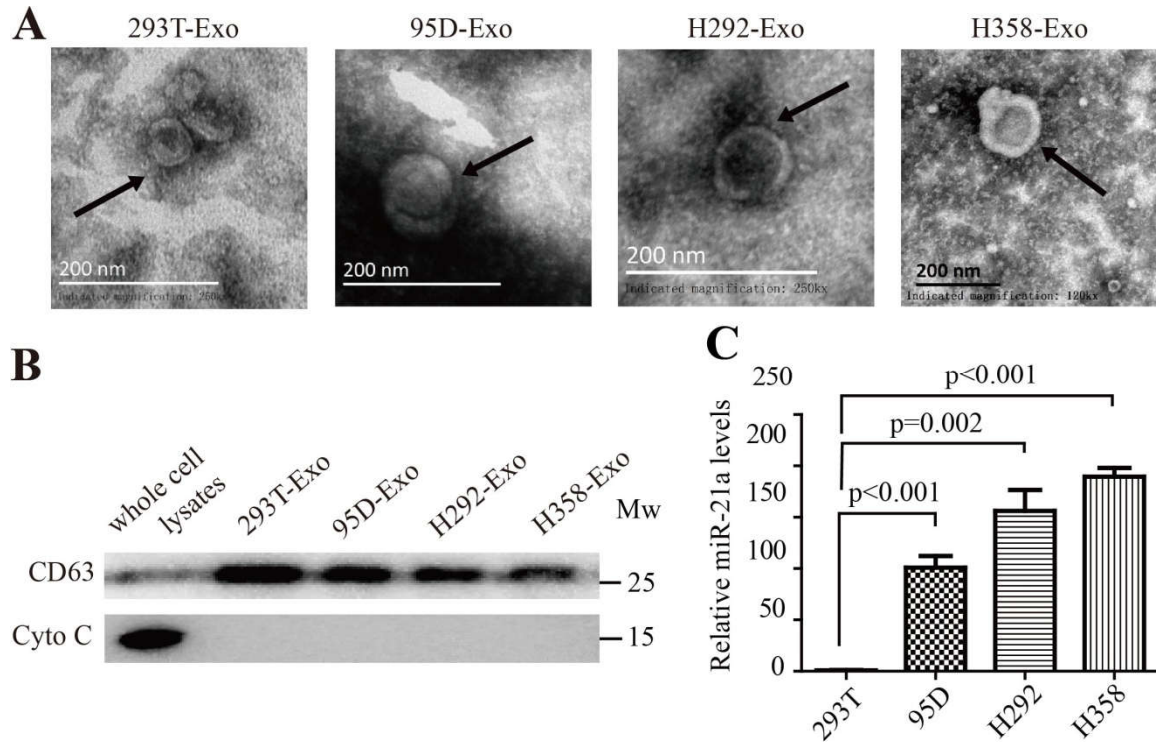 A
293T-Exo
95D-Exo
H292-Exo
H358-Exo
200 nm
Indicated magnification: 250kx
200 nm
200 nm
Indicated magnification: 250kx
200 nm
Indicated magnification: 120kx
B
whole cell
lysates
293T-Exo
95D-Exo
H292-Exo
H358-Exo
Mw
CD63
25
Cyto C
15
C
Relative miR-21a levels
250
200
150
100
50
0
p<0.001
p=0.002
p<0.001
293T
95D
H292
H358